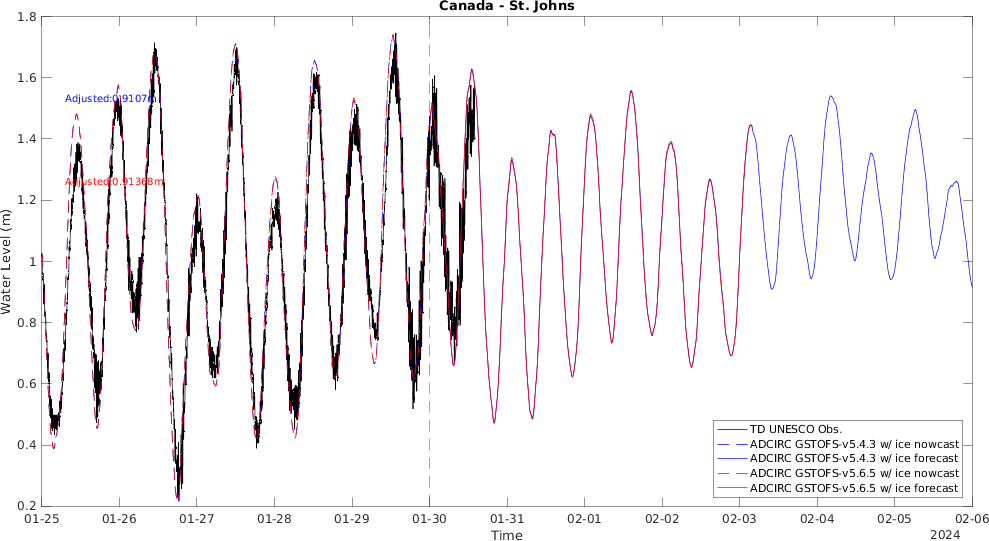 Canada - St. Johns
1.8
1.6
1.4
1.2
1
0.8
0.6
0.4
0.2
Water Level (m)
Adjusted:0.9107m
Adjusted:0.91368m
TD UNESCO Obs.
ADCIRC GSTOFS-v5.4.3 w/ ice nowcast
ADCIRC GSTOFS-v5.4.3 w/ ice forecast
ADCIRC GSTOFS-v5.6.5 w/ ice nowcast
ADCIRC GSTOFS-v5.6.5 w/ ice forecast
01-25 01-26 01-27 01-28 01-29 01-30 01-31 02-01 02-02 02-03 02-04 02-05 02-06
Time
2024